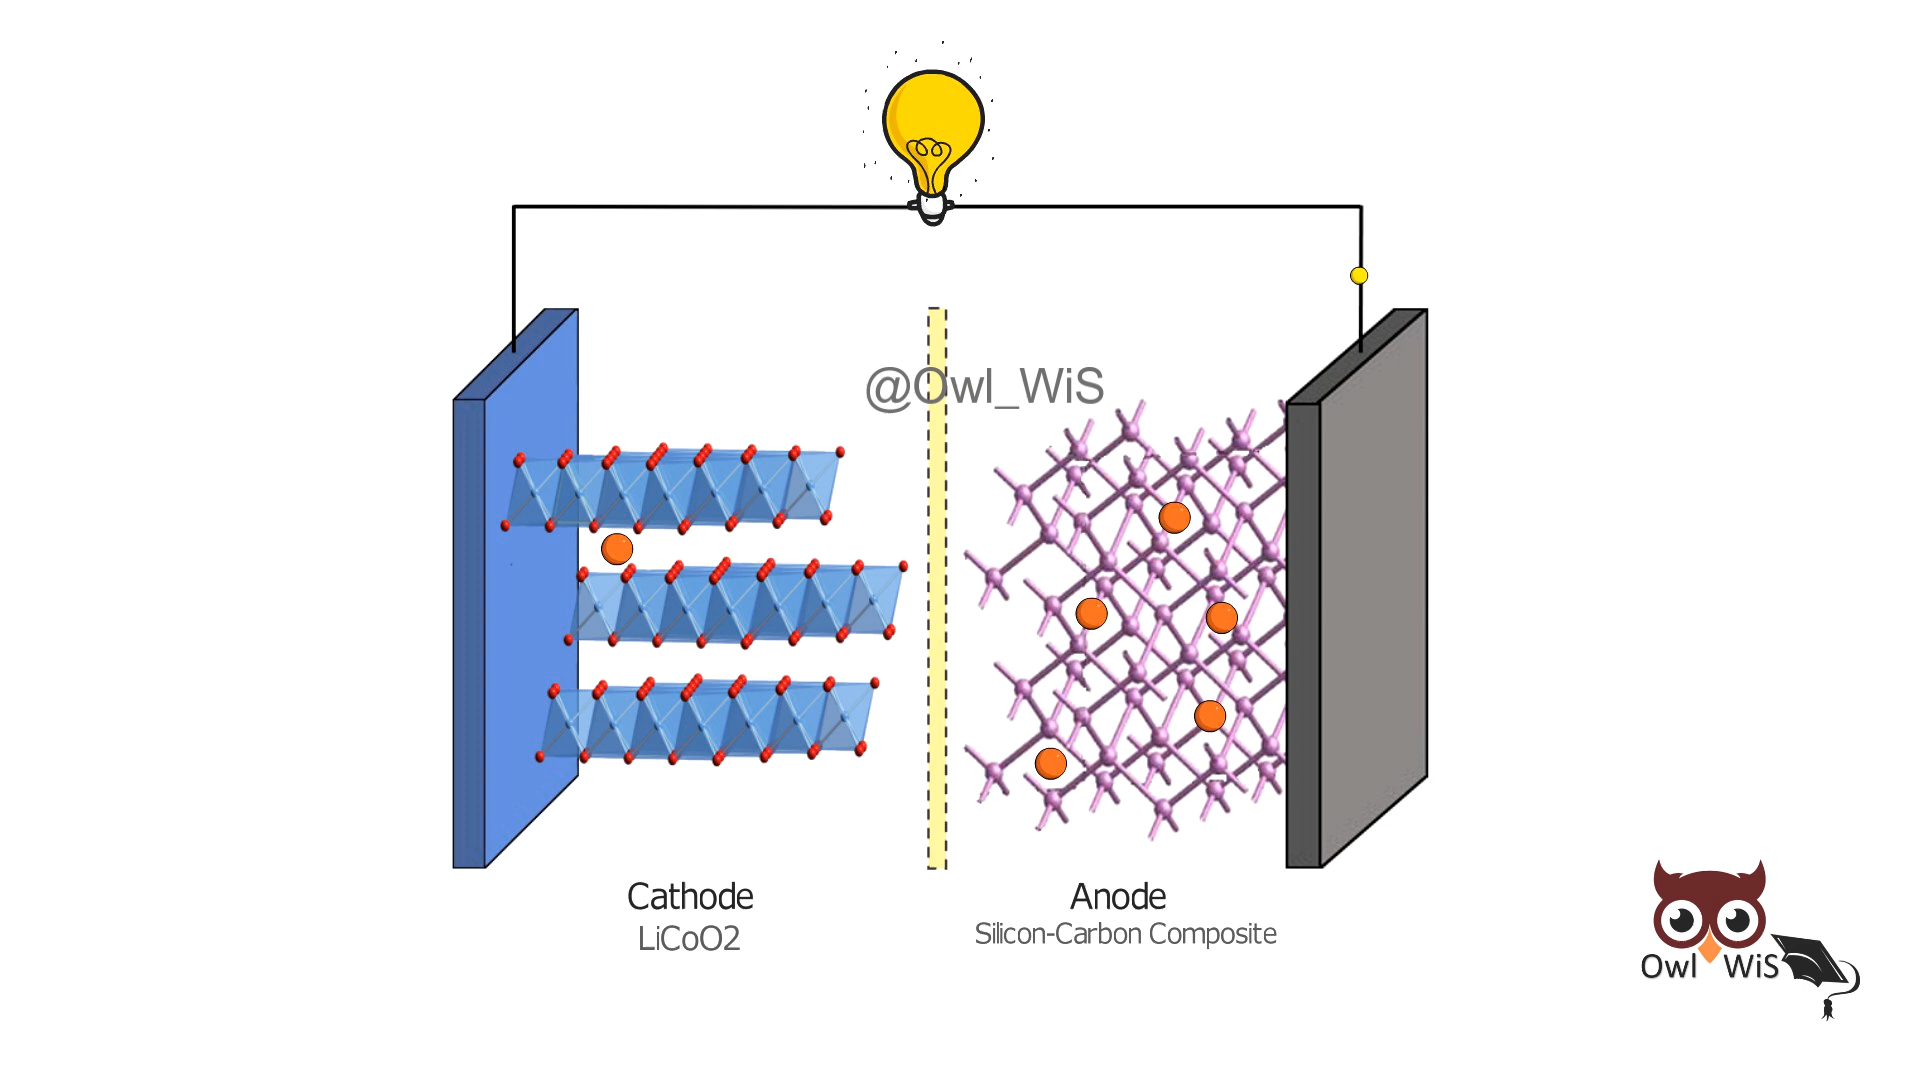 @Owl_WiS
Cathode
LiCoO2
Anode
Silicon-Carbon Composite
Owl WiS